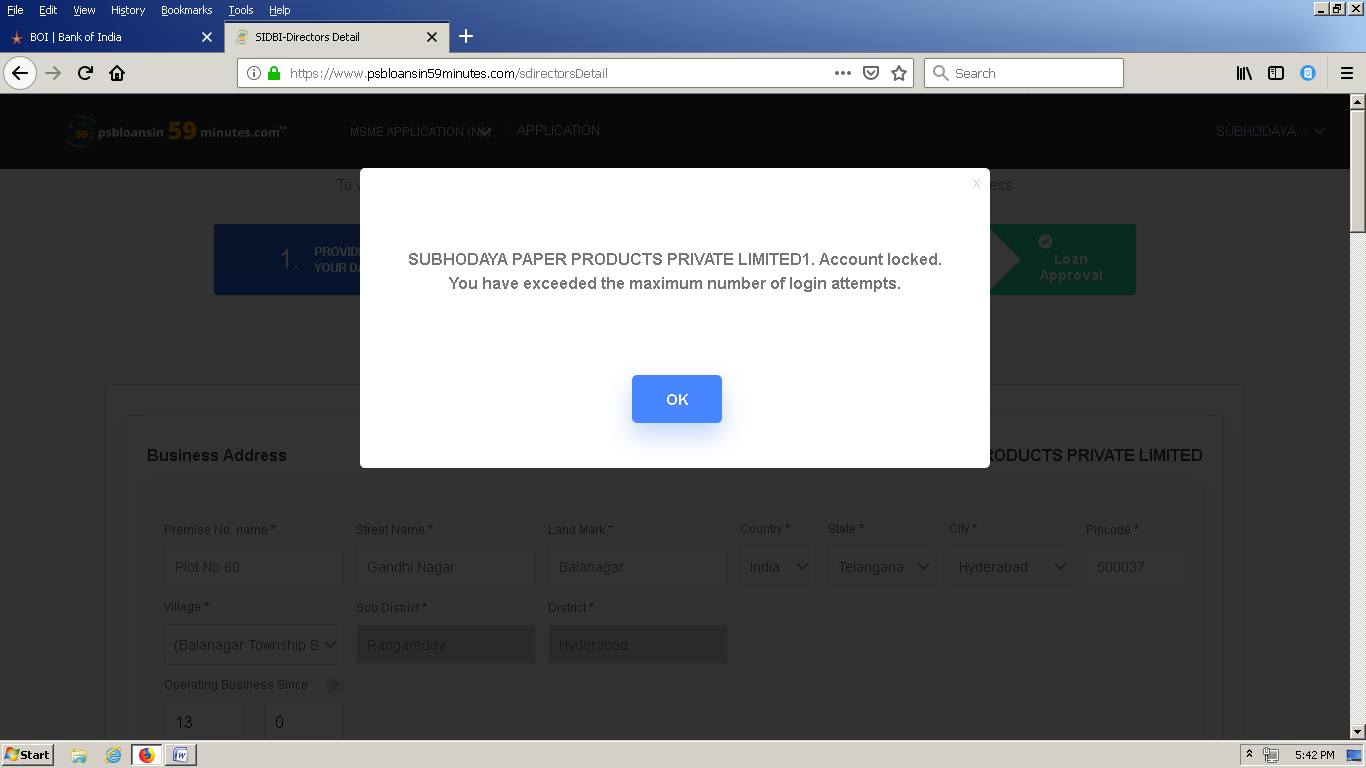 File Edit View History Bookmarks Tools Help
BOI | Bank of India
SIDBI-Directors Detail
https://www.psbloansin59minutes.com/sdirectorsDetail
Search
psbloansin 59 minutes.com™
MSME APPLICATION
APPLICATION
SUBHODAYA...
To
x
1.
YOUR
Loan
Approval
SUBHODAYA PAPER PRODUCTS PRIVATE LIMITED1. Account locked.
You have exceeded the maximum number of login attempts.
OK
Business Address
PRODUCTS PRIVATE LIMITED
Premise No. name * Street Name * Land Mark * Country * State * City * Pincode *
Plot No 60 Gandhi Nagar Balanagar India Telangana Hyderabad 500037
Village * Sub District * District *
(Balanagar Township S Rangareddy Hyderabad
Operating Business Since ?
13 0
Start
5:42 PM